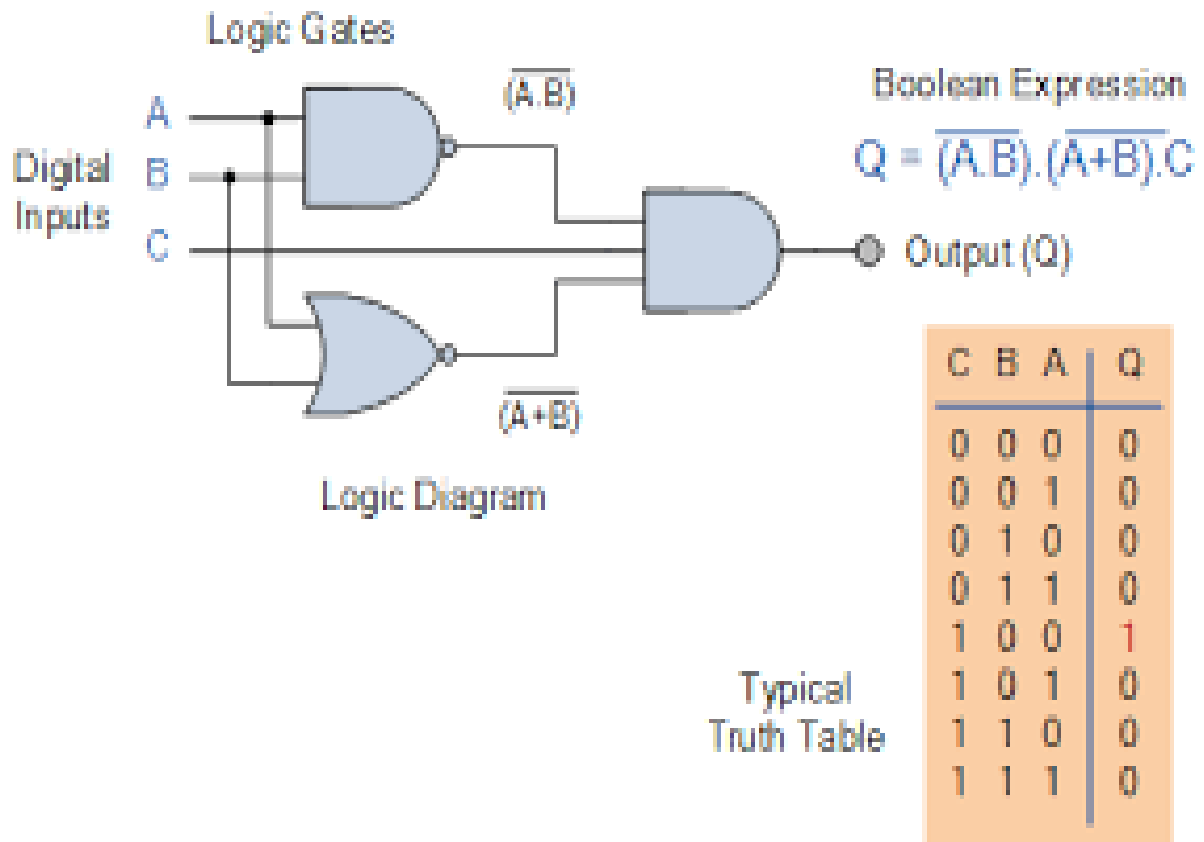 Logic Gates
A
B
C
Digital
Inputs
(A.B)
(A+B)
Logic Diagram
Boolean Expression
Q = (A.B).(A+B).C
Output (Q)
Typical
Truth Table
C B A Q
0 0 0 0
0 0 1 0
0 1 0 0
0 1 1 0
1 0 0 1
1 0 1 0
1 1 0 0
1 1 1 0